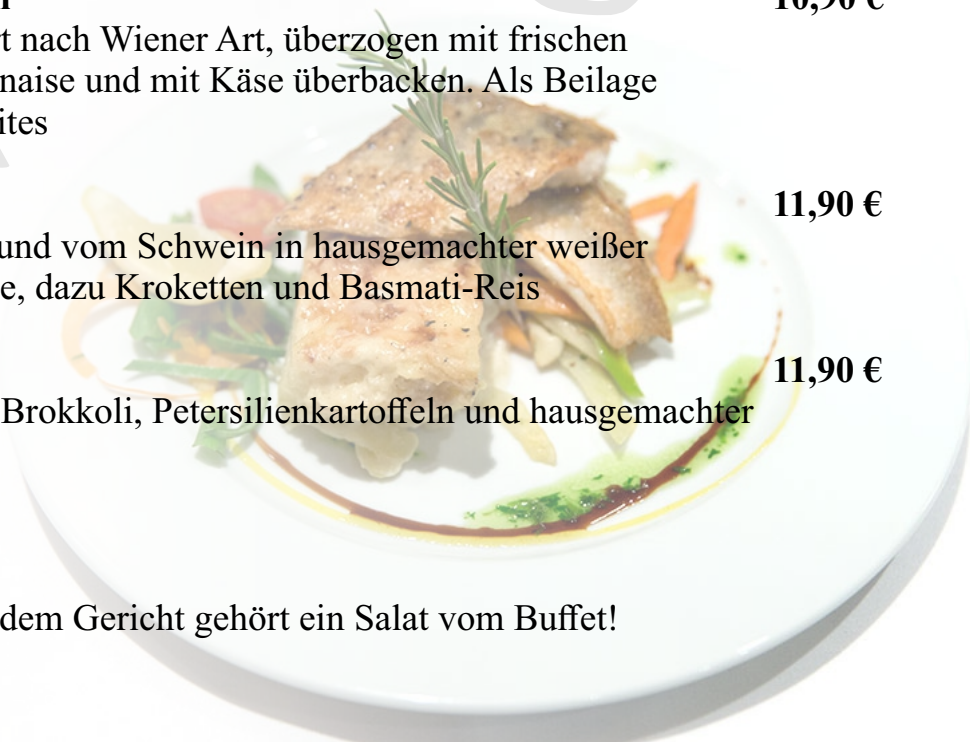 rt nach Wiener Art, überzogen mit frischen
naise und mit Käse überbacken. Als Beilage
ites
11,90 €
und vom Schwein in hausgemachter weißer
e, dazu Kroketten und Basmati-Reis
11,90 €
Brokkoli, Petersilienkartoffeln und hausgemachter
dem Gericht gehört ein Salat vom Buffet!